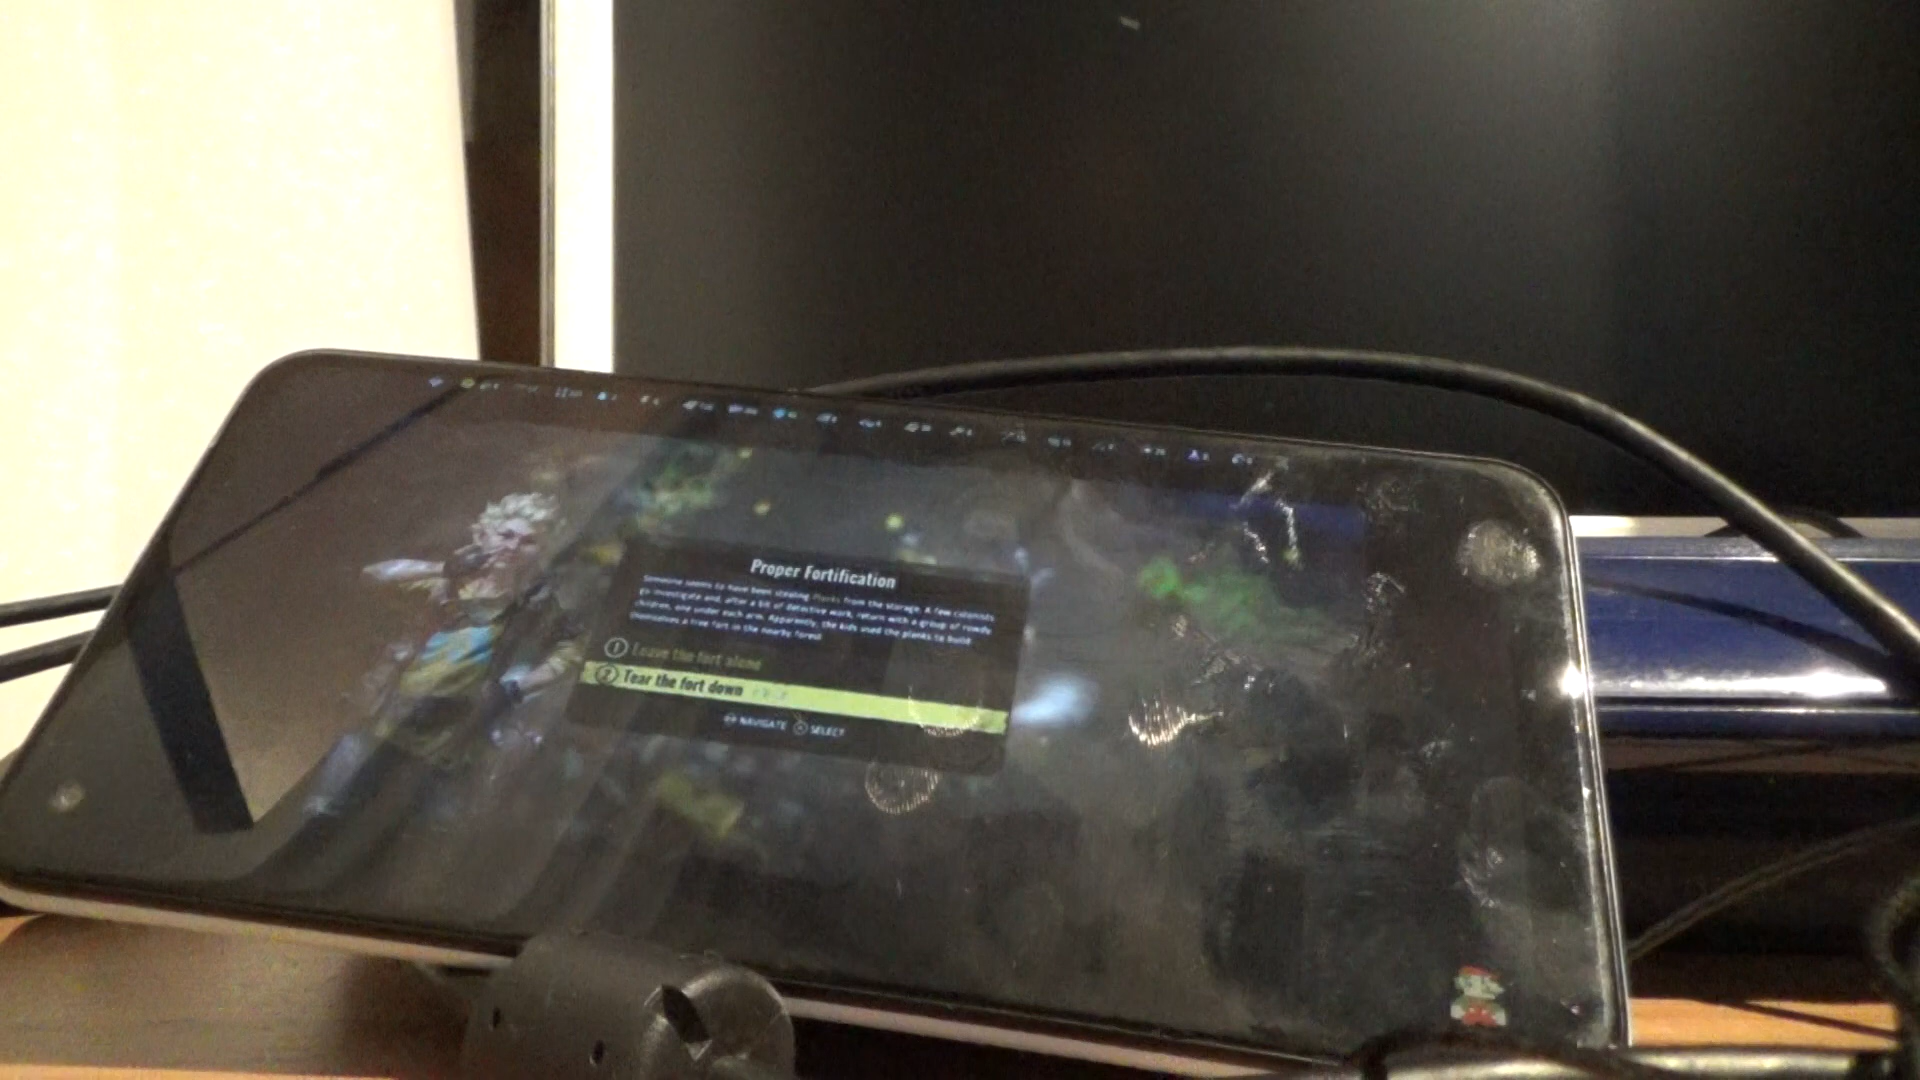 Proper Fortification
Someone seems to have been stealing Planks from the storage. A few colonists
go investigate and, after a bit of detective work, return with a group of rowdy
children, one under each arm. Apparently, the kids used the planks to build
themselves a tree fort in the nearby forest
1 Leave the fort alone
2 Tear the fort down
NAVIGATE SELECT